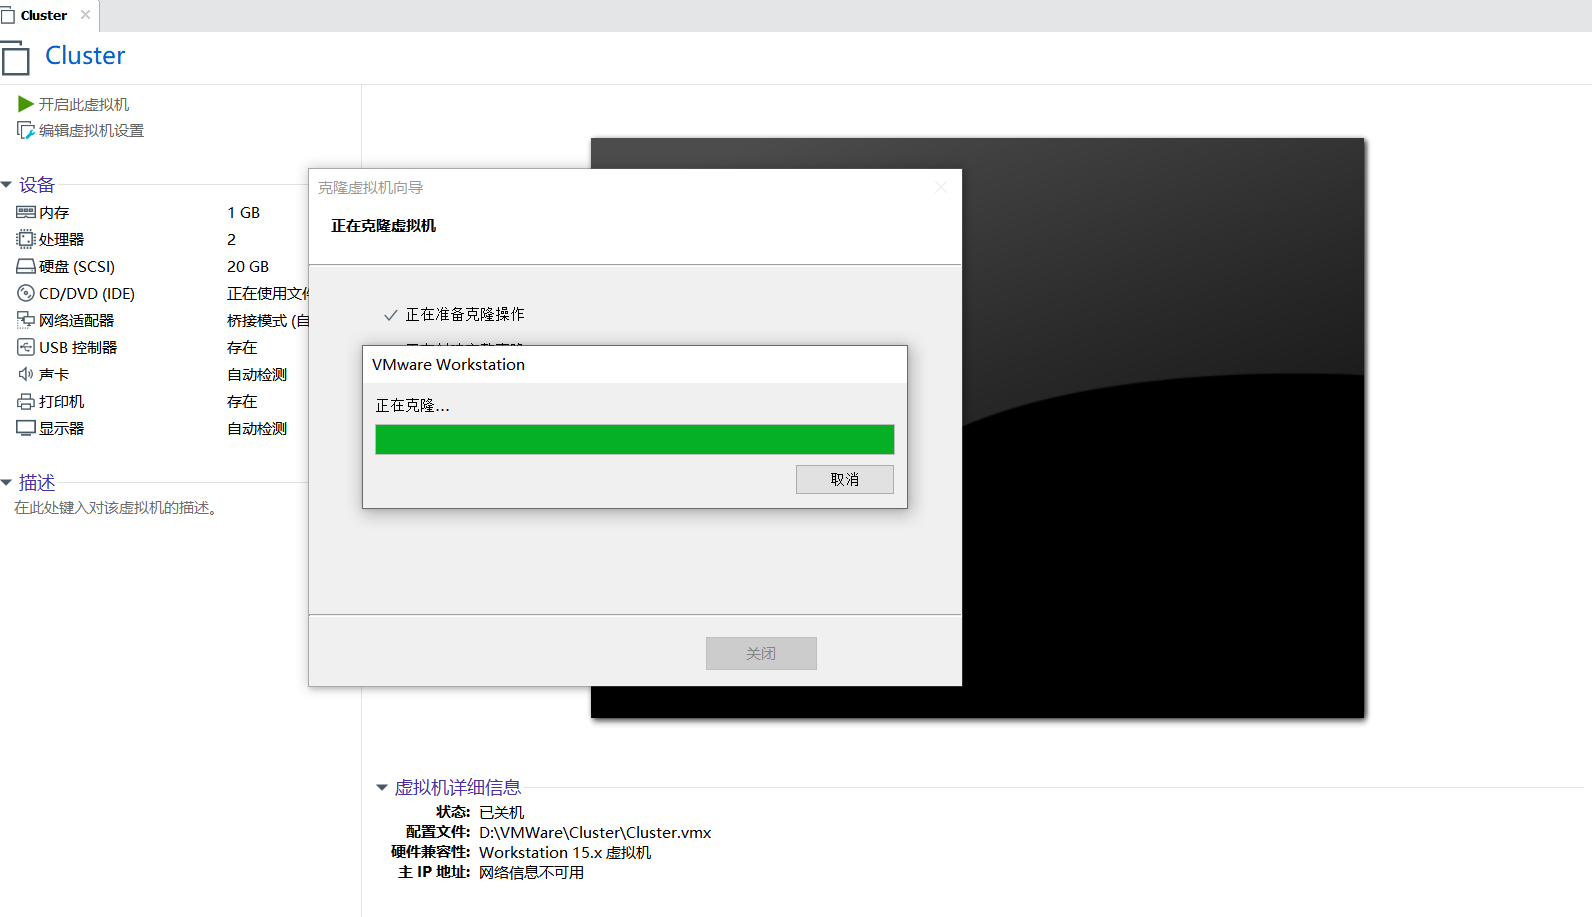 Cluster
Cluster
开启此虚拟机
编辑虚拟机设置
设备
内存 1 GB
处理器 2
硬盘 (SCSI) 20 GB
CD/DVD (IDE) 正在使用文件
网络适配器 桥接模式 (自
USB 控制器 存在
声卡 自动检测
打印机 存在
显示器 自动检测
描述
在此处键入对该虚拟机的描述。
克隆虚拟机向导
正在克隆虚拟机
正在准备克隆操作
VMware Workstation
正在克隆...
取消
关闭
虚拟机详细信息
状态: 已关机
配置文件: D:\VMWare\Cluster\Cluster.vmx
硬件兼容性: Workstation 15.x 虚拟机
主 IP 地址: 网络信息不可用